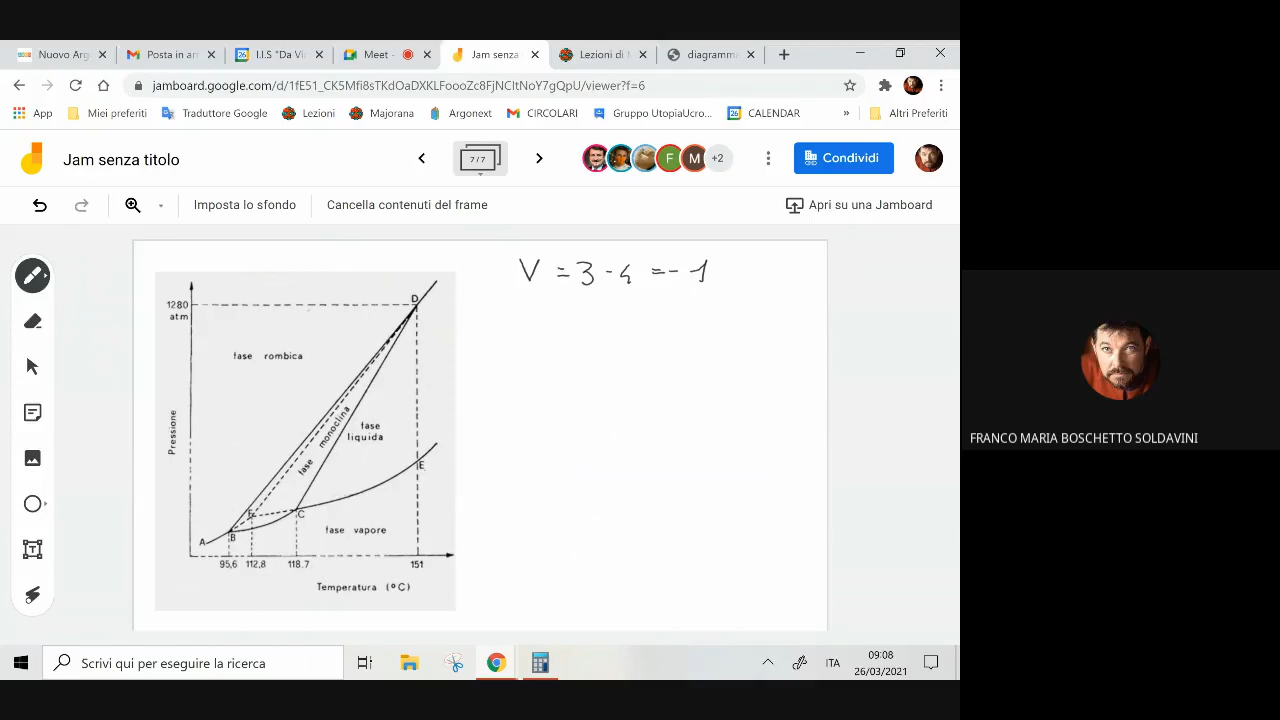 Nuovo Arg
Posta in arr
I.I.S "Da Vi
Meet -
Jam senza
Lezioni di M
diagramme
jamboard.google.com/d/1fE51_CK5Mfi8sTKdOaDXKLFoooZc8FjNCltNoY7gQpU/viewer?f=6
App
Miei preferiti
Traduttore Google
Lezioni
Majorana
Argonext
CIRCOLARI
Gruppo UtopiaUcro...
CALENDAR
»
Altri Preferiti
Jam senza titolo
7/7
F
M
+2
Condividi
Imposta lo sfondo
Cancella contenuti del frame
Apri su una Jamboard
V = 3 - 4 = - 1
1280
atm
D
fase rombica
Pressione
fase monoclina
fase
liquida
E
F
C
A
B
fase vapore
95,6
112,8
118.7
151
Temperatura (°C)
FRANCO MARIA BOSCHETTO SOLDAVINI
Scrivi qui per eseguire la ricerca
ITA
09:08
26/03/2021